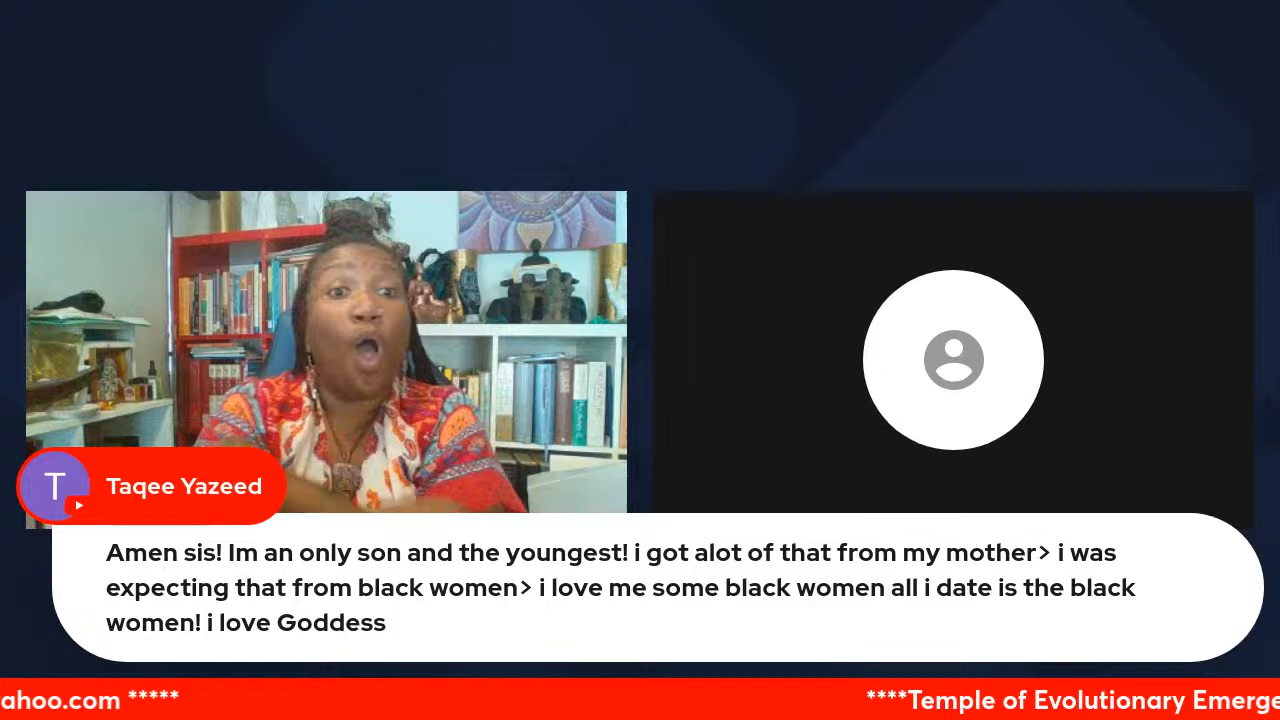 T
Taqee Yazeed
Amen sis! Im an only son and the youngest! i got alot of that from my mother> i was
expecting that from black women> i love me some black women all i date is the black
women! i love Goddess
ahoo.com ***** ****Temple of Evolutionary Emerge